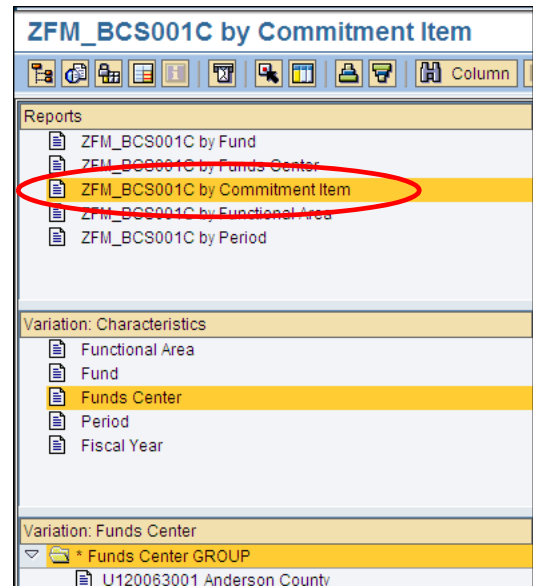 ZFM_BCS001C by Commitment Item
Column
Reports
ZFM_BCS001C by Fund
ZFM_BCS001C by Funds Center
ZFM_BCS001C by Commitment Item
ZFM_BCS001C by Functional Area
ZFM_BCS001C by Period
Variation: Characteristics
Functional Area
Fund
Funds Center
Period
Fiscal Year
Variation: Funds Center
* Funds Center GROUP
U120063001 Anderson County